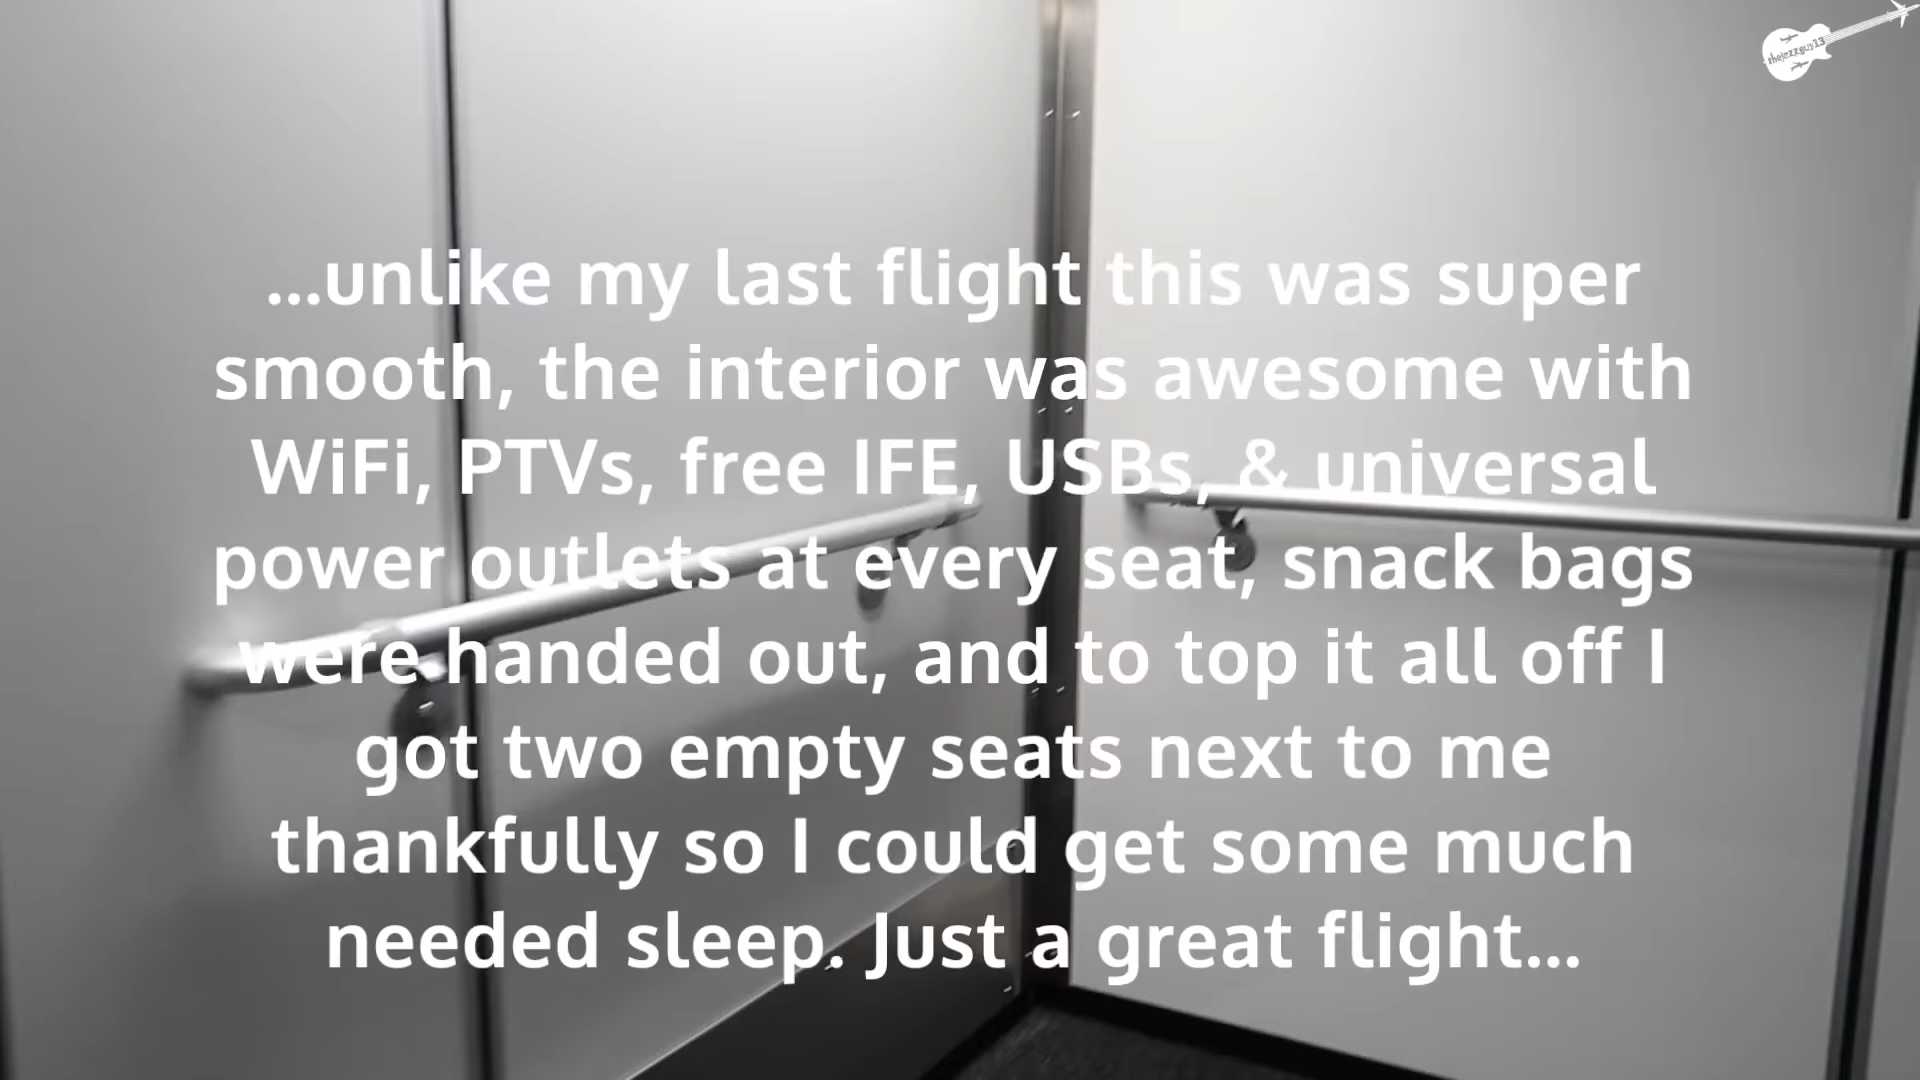 thejazzguy13
...unlike my last flight this was super
smooth, the interior was awesome with
WiFi, PTVs, free IFE, USBs, & universal
power outlets at every seat, snack bags
were handed out, and to top it all off I
got two empty seats next to me
thankfully so I could get some much
needed sleep. Just a great flight...